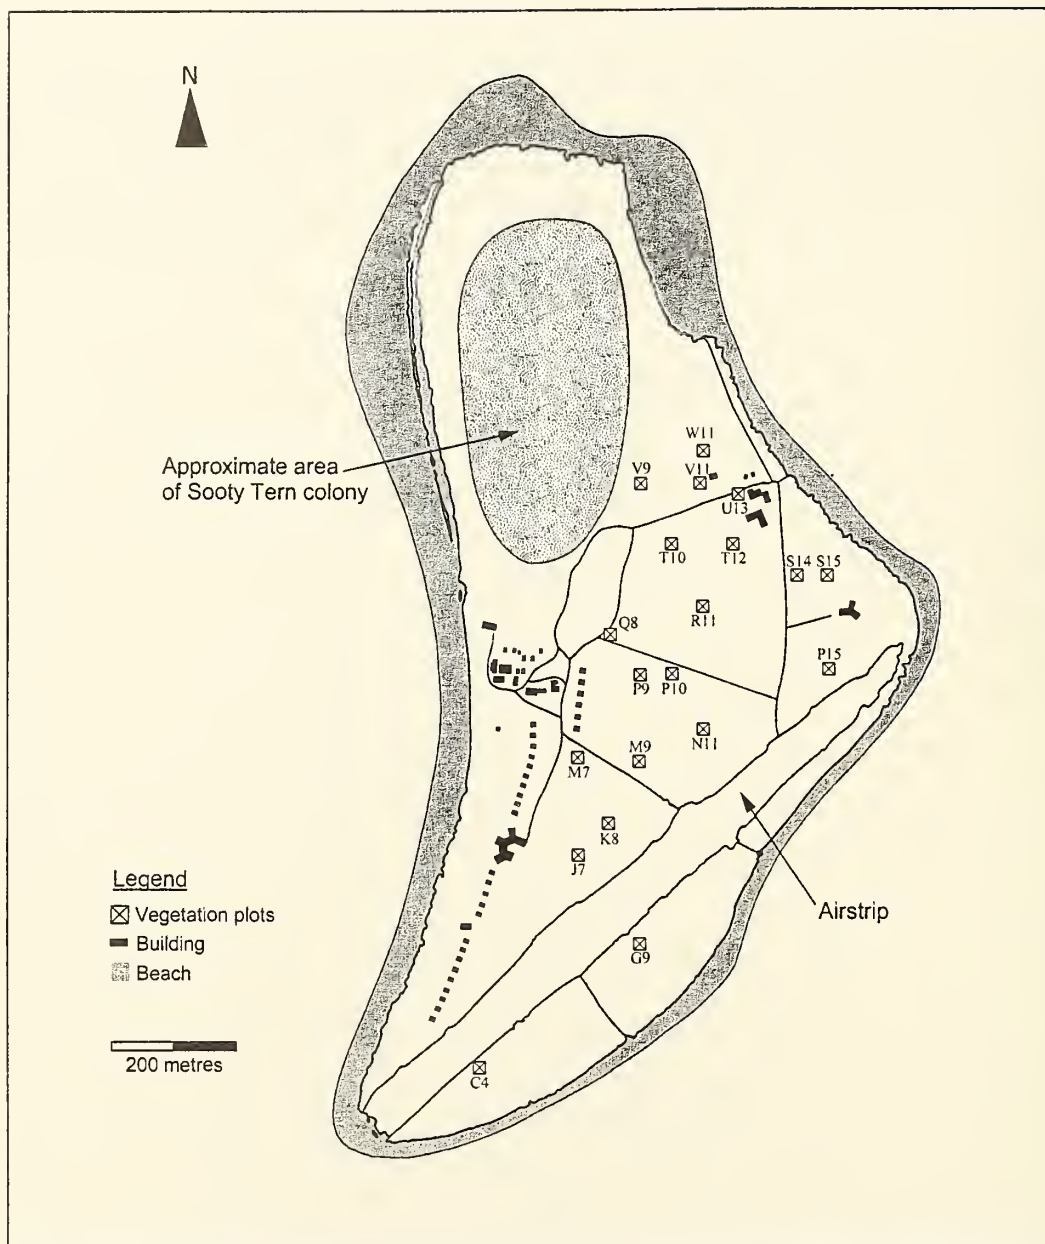 N
Approximate area
of Sooty Tern colony
W11
V9
V11
U13
T10
T12
S14
S15
R11
Q8
P15
P9
P10
N11
M9
M7
K8
J7
Airstrip
G9
C4
Legend
Vegetation plots
Building
Beach
200 metres